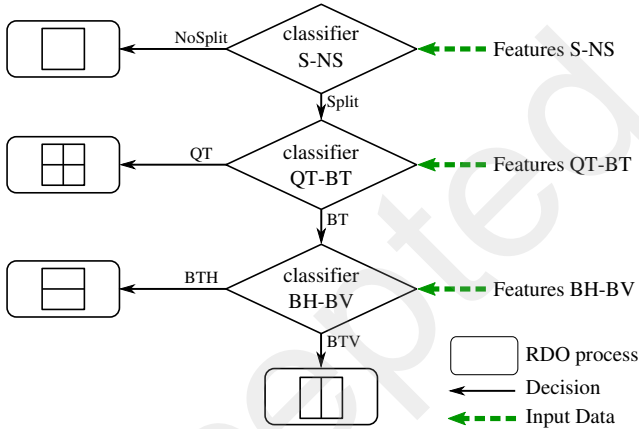 NoSplit
classifier
S-NS
Features S-NS
Split
QT
classifier
QT-BT
Features QT-BT
BT
BTH
classifier
BH-BV
Features BH-BV
BTV
RDO process
Decision
Input Data
cepted